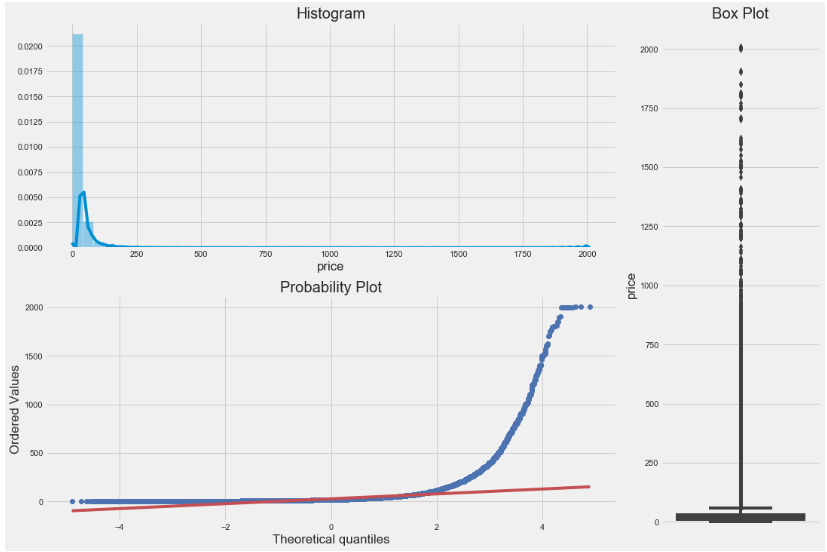 Histogram
0.0200
0.0175
0.0150
0.0125
0.0100
0.0075
0.0050
0.0025
0.0000
0 250 500 750 1000 1250 1500 1750 2000
price
Probability Plot
Ordered Values
2000
1500
1000
500
0
−4 −2 0 2 4
Theoretical quantiles
Box Plot
price
2000
1750
1500
1250
1000
750
500
250
0